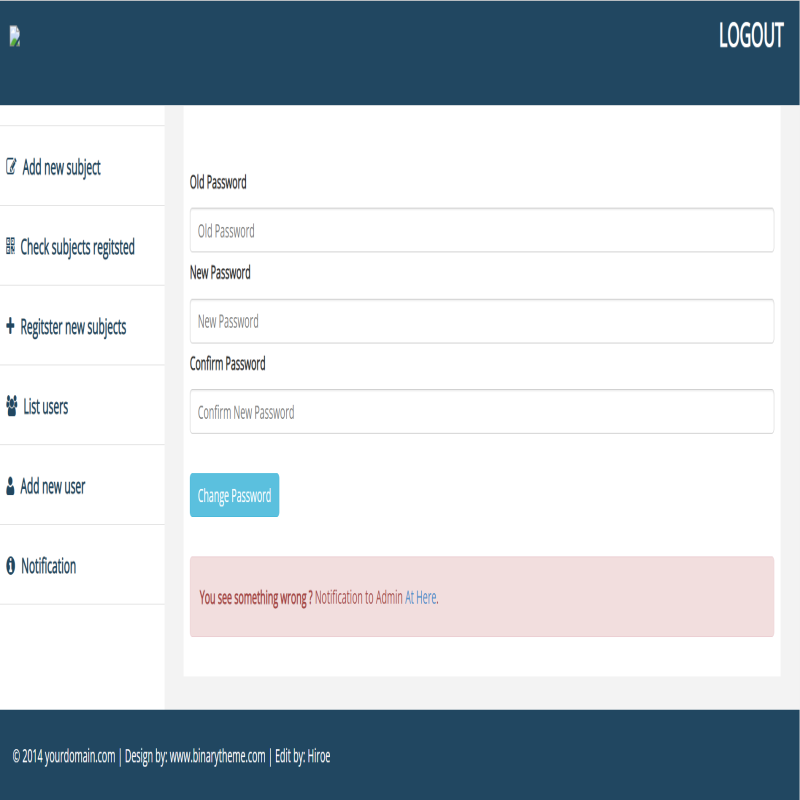 LOGOUT
Add new subject
Check subjects regitsted
Regitster new subjects
List users
Add new user
Notification
Old Password
Old Password
New Password
New Password
Confirm Password
Confirm New Password
Change Password
You see something wrong ? Notification to Admin At Here.
© 2014 yourdomain.com | Design by: www.binarytheme.com | Edit by: Hiroe